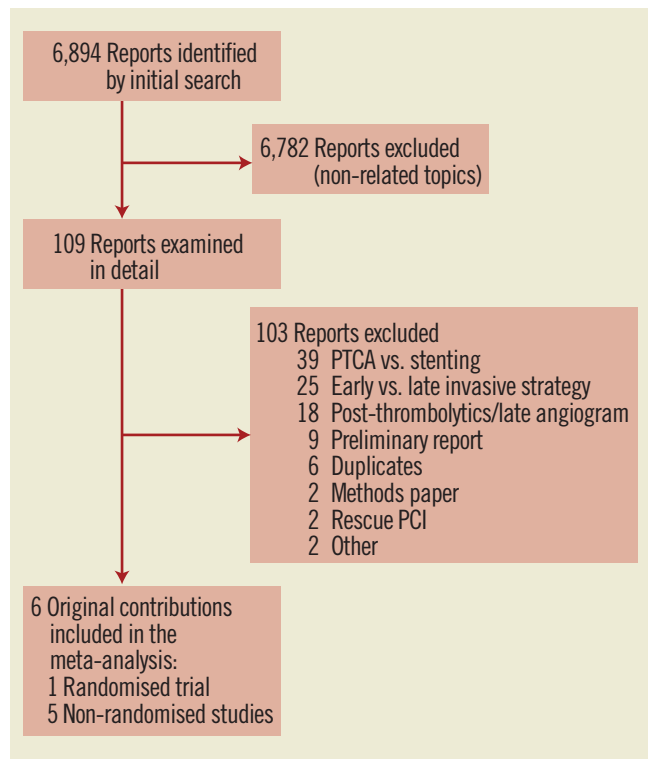 6,894 Reports identified
by initial search
6,782 Reports excluded
(non-related topics)
109 Reports examined
in detail
103 Reports excluded
39 PTCA vs. stenting
25 Early vs. late invasive strategy
18 Post-thrombolytics/late angiogram
9 Preliminary report
6 Duplicates
2 Methods paper
2 Rescue PCI
2 Other
6 Original contributions
included in the
meta-analysis:
1 Randomised trial
5 Non-randomised studies